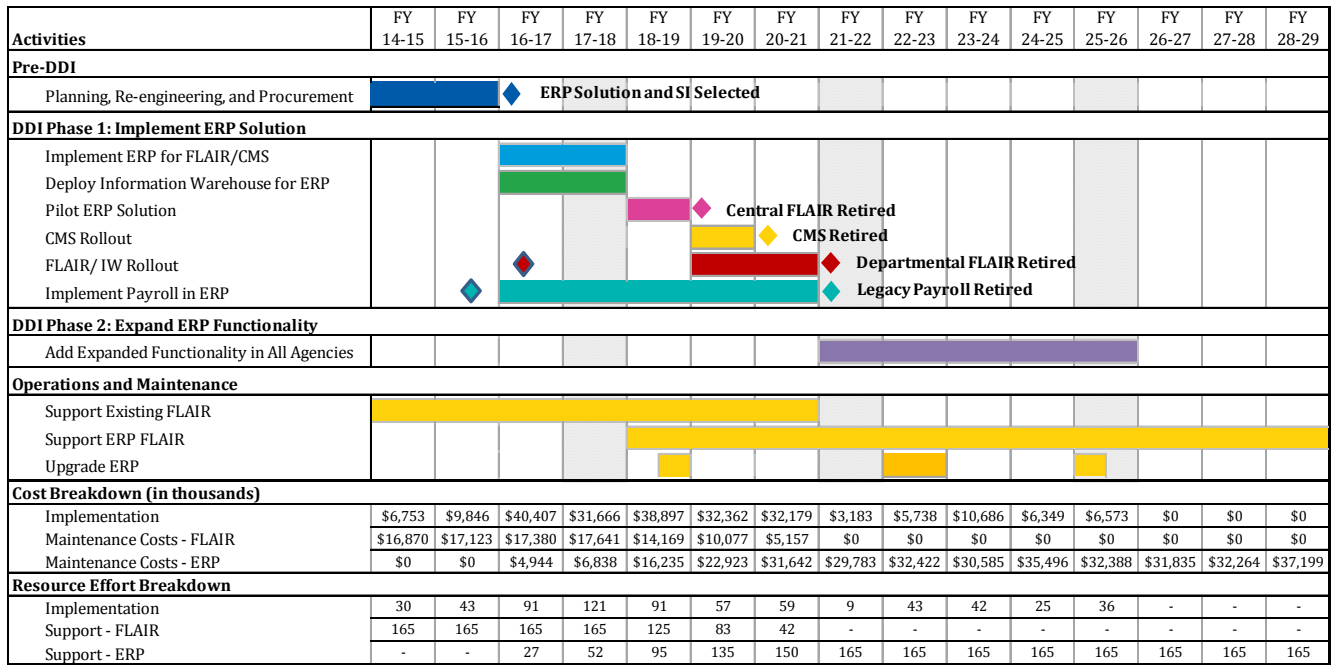 FY FY FY FY FY FY FY FY FY FY FY FY FY FY FY
Activities 14-15 15-16 16-17 17-18 18-19 19-20 20-21 21-22 22-23 23-24 24-25 25-26 26-27 27-28 28-29
Pre-DDI
Planning, Re-engineering, and Procurement ERP Solution and SI Selected
DDI Phase 1: Implement ERP Solution
Implement ERP for FLAIR/CMS
Deploy Information Warehouse for ERP
Pilot ERP Solution Central FLAIR Retired
CMS Rollout CMS Retired
FLAIR/ IW Rollout Departmental FLAIR Retired
Implement Payroll in ERP Legacy Payroll Retired
DDI Phase 2: Expand ERP Functionality
Add Expanded Functionality in All Agencies
Operations and Maintenance
Support Existing FLAIR
Support ERP FLAIR
Upgrade ERP
Cost Breakdown (in thousands)
Implementation $6,753 $9,846 $40,407 $31,666 $38,897 $32,362 $32,179 $3,183 $5,738 $10,686 $6,349 $6,573 $0 $0 $0
Maintenance Costs - FLAIR $16,870 $17,123 $17,380 $17,641 $14,169 $10,077 $5,157 $0 $0 $0 $0 $0 $0 $0 $0
Maintenance Costs - ERP $0 $0 $4,944 $6,838 $16,235 $22,923 $31,642 $29,783 $32,422 $30,585 $35,496 $32,388 $31,835 $32,264 $37,199
Resource Effort Breakdown
Implementation 30 43 91 121 91 57 59 9 43 42 25 36 - - -
Support - FLAIR 165 165 165 165 125 83 42 - - - - - - - -
Support - ERP - - 27 52 95 135 150 165 165 165 165 165 165 165 165